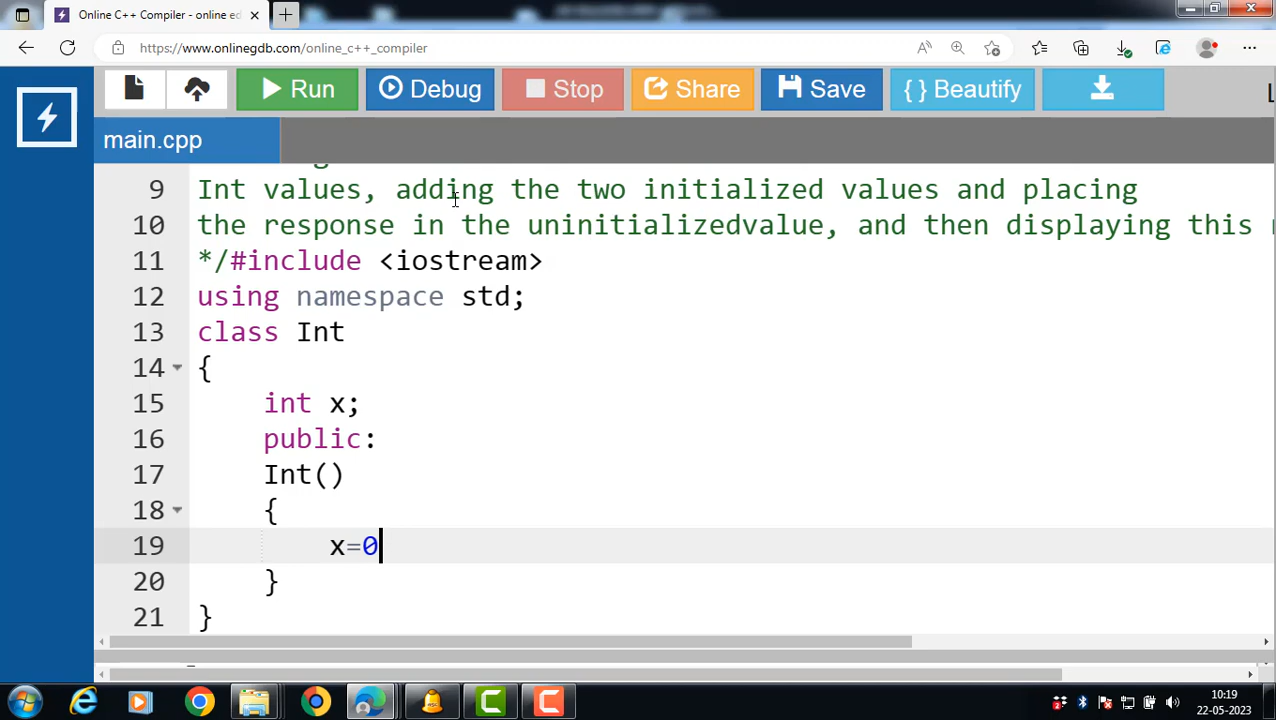 Online C++ Compiler - online ed
https://www.onlinegdb.com/online_c++_compiler
Run Debug Stop Share Save { } Beautify
main.cpp
9 Int values, adding the two initialized values and placing
10 the response in the uninitializedvalue, and then displaying this
11 */#include <iostream>
12 using namespace std;
13 class Int
14 {
15 int x;
16 public:
17 Int()
18 {
19 x=0
20 }
21 }
10:19
22-05-2023